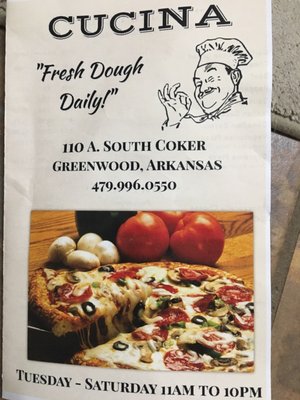 CUCINA
"Fresh Dough
Daily!"
110 A. South Coker
Greenwood, Arkansas
479.996.0550
Tuesday - Saturday 11am to 10pm